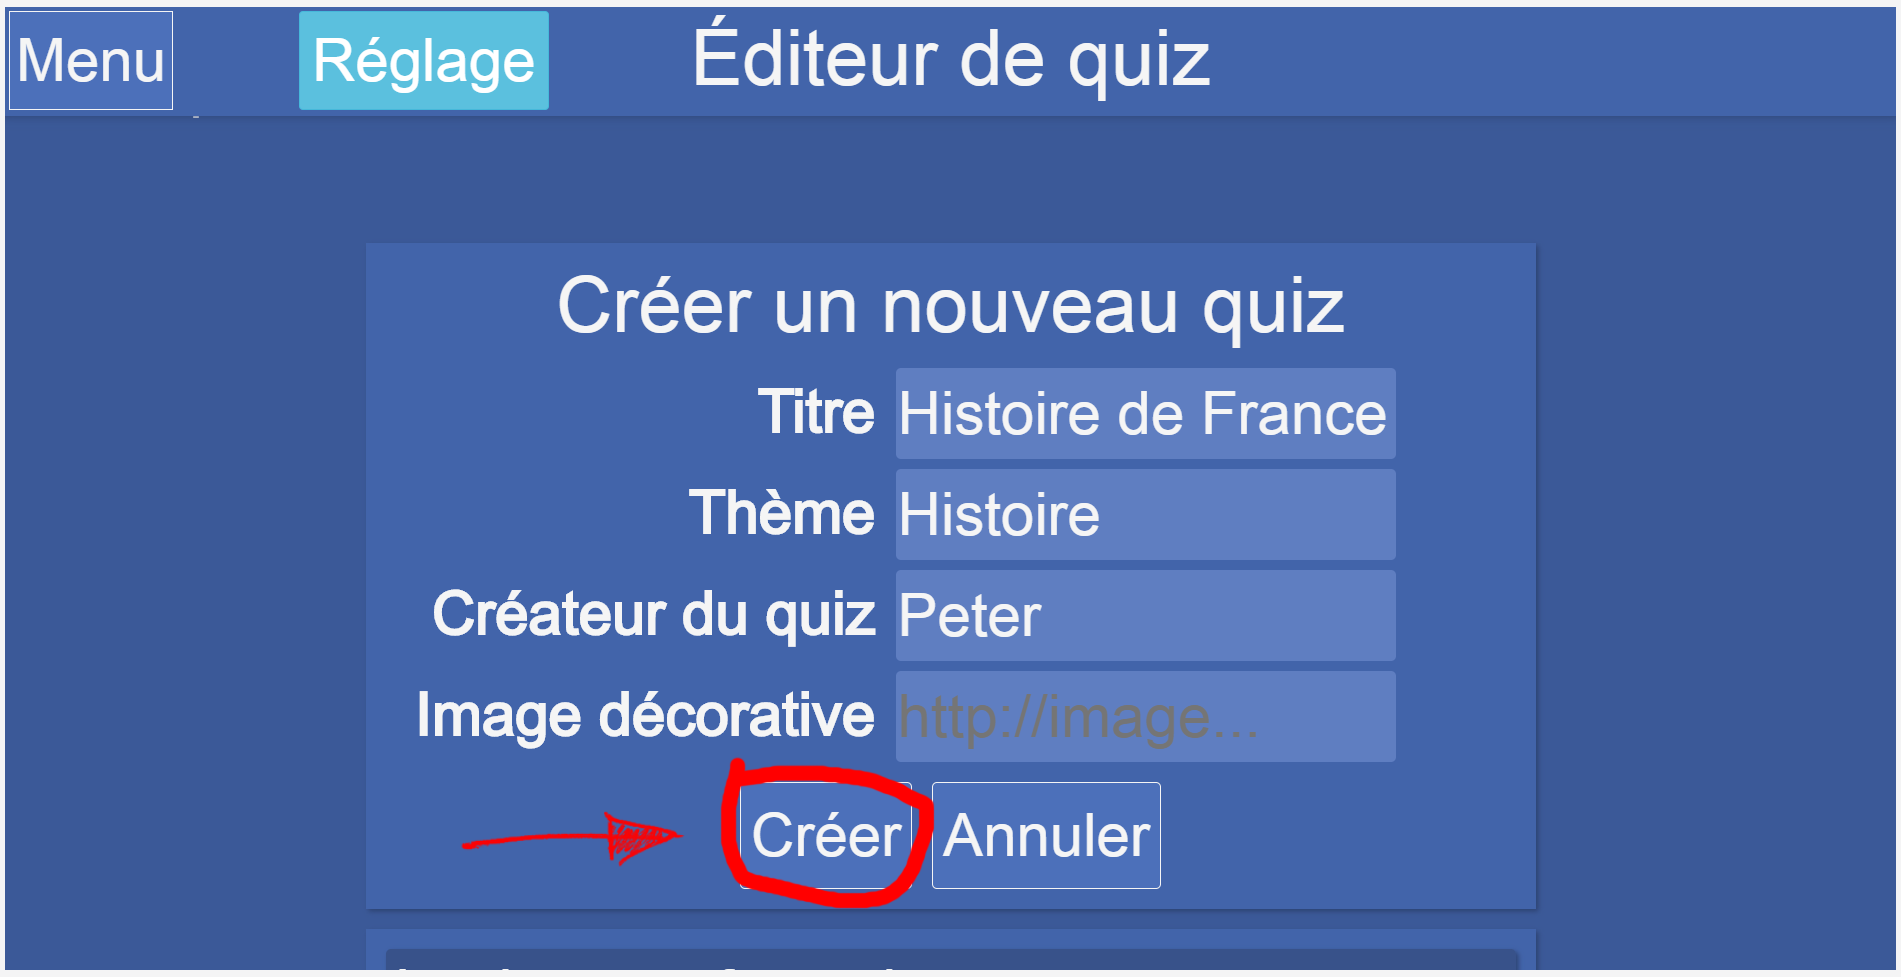 Menu
Réglage
Éditeur de quiz
Créer un nouveau quiz
Titre Histoire de France
Thème Histoire
Créateur du quiz Peter
Image décorative http://image...
Créer Annuler